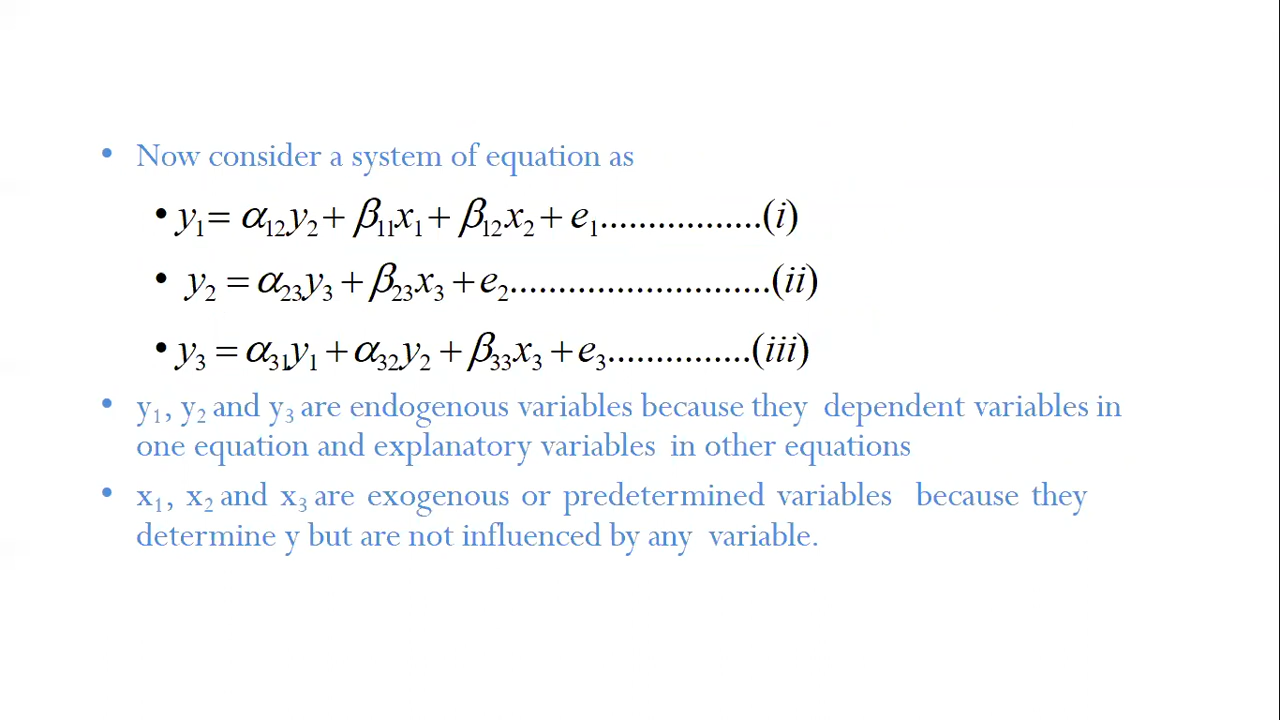 • Now consider a system of equation as
• y₁= α₁₂y₂+ β₁₁x₁+ β₁₂x₂+ e₁.................(i)
• y₂ = α₂₃y₃ + β₂₃x₃ +e₂...........................(ii)
• y₃ =α₃₁y₁ +α₃₂y₂ +β₃₃x₃ +e₃...............(iii)
• y₁, y₂ and y₃ are endogenous variables because they dependent variables in
one equation and explanatory variables in other equations
• x₁, x₂ and x₃ are exogenous or predetermined variables because they
determine y but are not influenced by any variable.